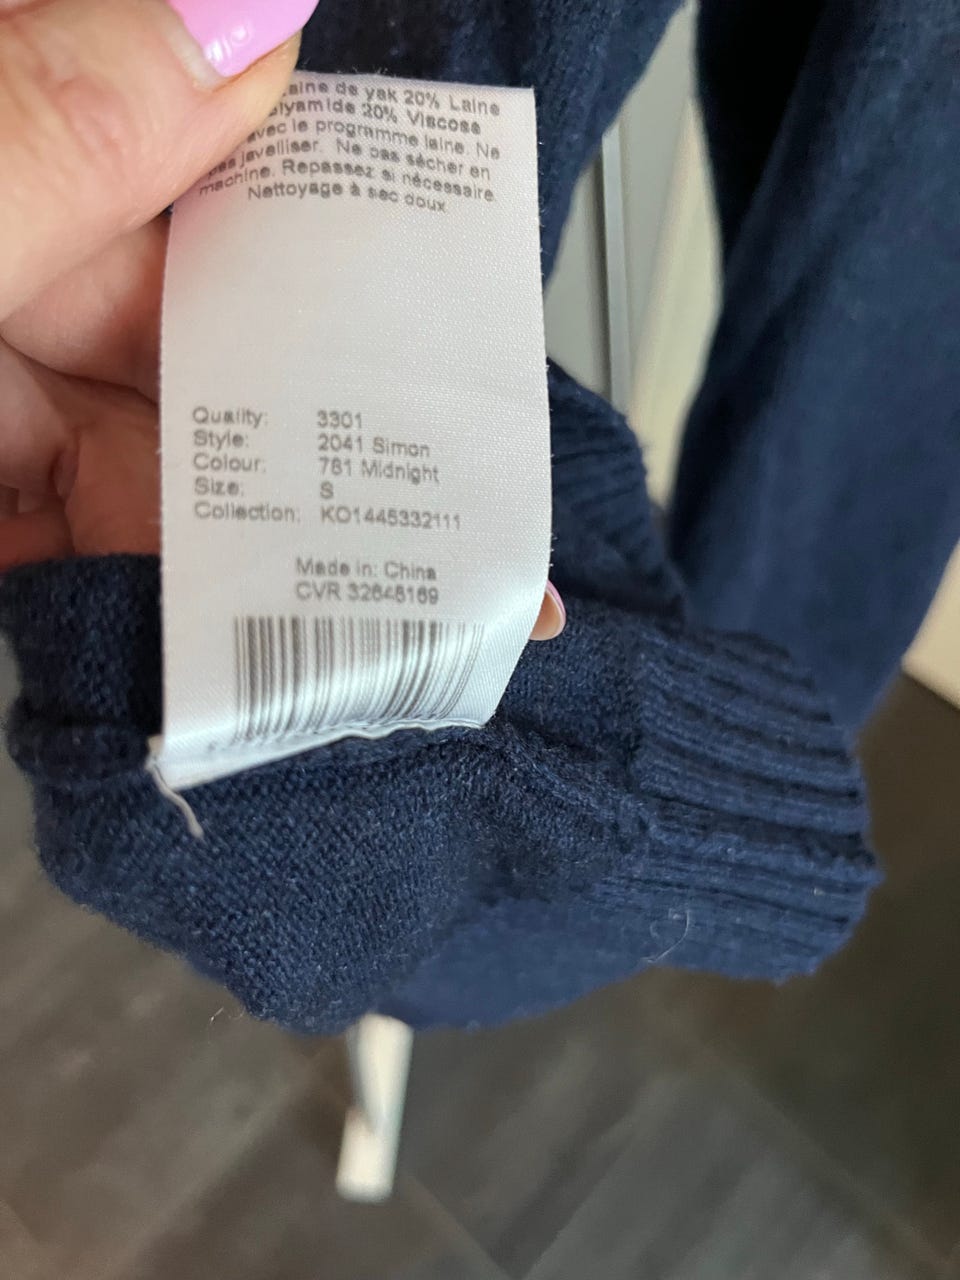 laine de yak 20% Laine
olyamide 20% Viscose
avec le programme laine. Ne
pas javelliser. Ne pas sécher en
machine. Repassez si nécessaire.
Nettoyage à sec doux
Quality: 3301
Style: 2041 Simon
Colour: 781 Midnight
Size: S
Collection: KO1445332111
Made in: China
CVR 32648169